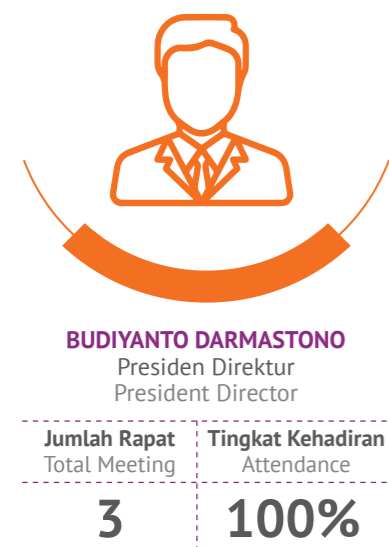 BUDIYANTO DARMASTONO
Presiden Direktur
President Director
Jumlah Rapat
Total Meeting
Tingkat Kehadiran
Attendance
3
100%